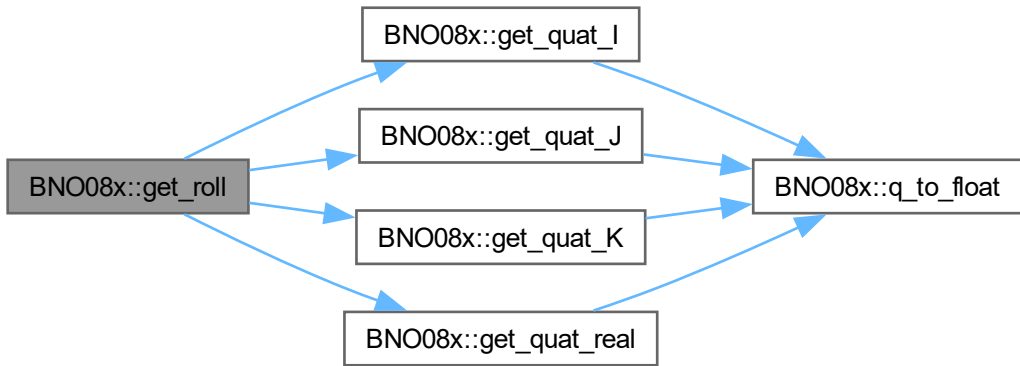 BNO08x::get_quat_I
BNO08x::get_quat_J
BNO08x::get_roll
BNO08x::q_to_float
BNO08x::get_quat_K
BNO08x::get_quat_real